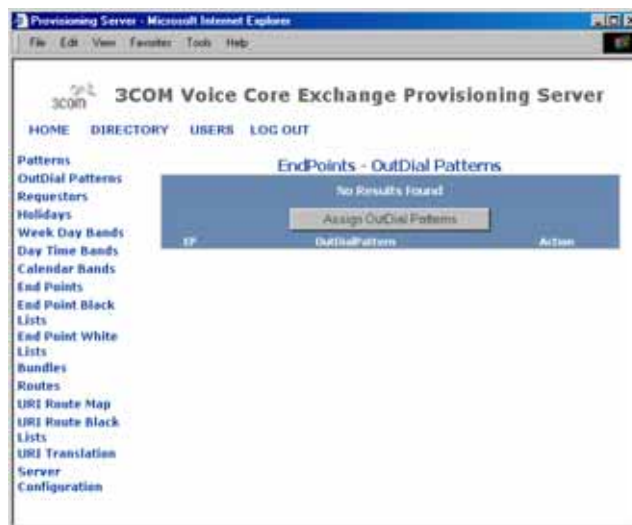 Provisioning Server - Microsoft Internet Explorer
File Edit View Favorites Tools Help
3COM Voice Core Exchange Provisioning Server
3com
HOME DIRECTORY USERS LOG OUT
Patterns
OutDial Patterns
Requestors
Holidays
Week Day Bands
Day Time Bands
Calendar Bands
End Points
End Point Black
Lists
End Point White
Lists
Bundles
Routes
URI Route Map
URI Route Black
Lists
URI Translation
Server
Configuration
EndPoints - OutDial Patterns
No Results Found
Assign OutDial Patterns
IP OutDialPattern Action